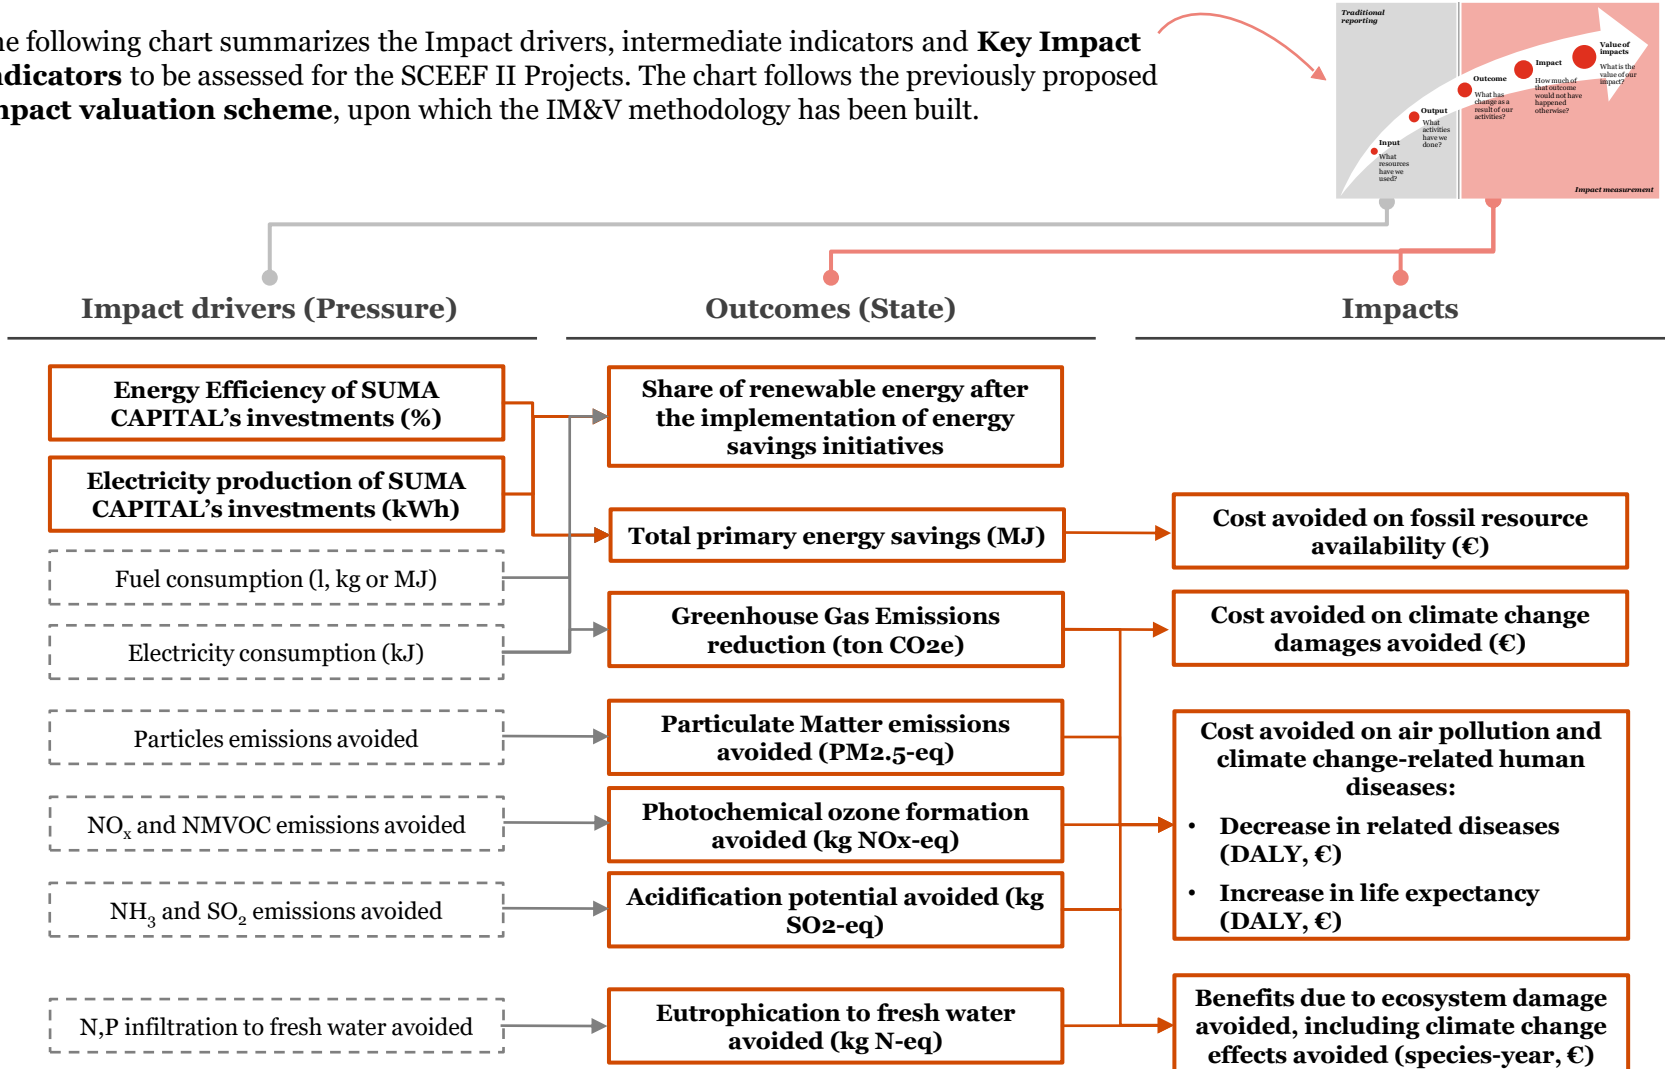 he following chart summarizes the Impact drivers, intermediate indicators and Key Impact
ndicators to be assessed for the SCEEF II Projects. The chart follows the previously proposed
mpact valuation scheme, upon which the IM&V methodology has been built.
Traditional
reporting
Value of
impacts
What is the
value of our
impact?
Impact
How much of
that outcome
would not have
happened
otherwise?
Outcome
What has
change as a
result of our
activities?
Output
What
activities
have we
done?
Input
What
resources
have we
used?
Impact measurement
Impact drivers (Pressure)
Outcomes (State)
Impacts
Energy Efficiency of SUMA
CAPITAL's investments (%)
Electricity production of SUMA
CAPITAL's investments (kWh)
Fuel consumption (l, kg or MJ)
Electricity consumption (kJ)
Particles emissions avoided
NOx and NMVOC emissions avoided
NH3 and SO2 emissions avoided
N,P infiltration to fresh water avoided
Share of renewable energy after
the implementation of energy
savings initiatives
Total primary energy savings (MJ)
Greenhouse Gas Emissions
reduction (ton CO2e)
Particulate Matter emissions
avoided (PM2.5-eq)
Photochemical ozone formation
avoided (kg NOx-eq)
Acidification potential avoided (kg
SO2-eq)
Eutrophication to fresh water
avoided (kg N-eq)
Cost avoided on fossil resource
availability (€)
Cost avoided on climate change
damages avoided (€)
Cost avoided on air pollution and
climate change-related human
diseases:
• Decrease in related diseases
(DALY, €)
• Increase in life expectancy
(DALY, €)
Benefits due to ecosystem damage
avoided, including climate change
effects avoided (species-year, €)